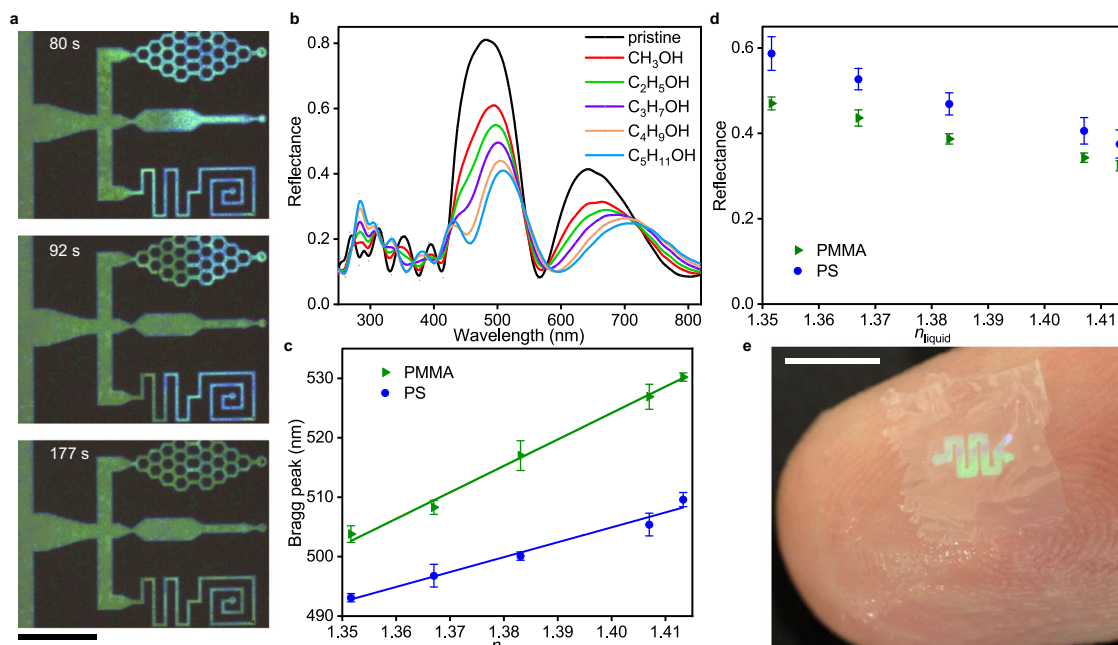 a
80 s
92 s
177 s
b
Reflectance
0.8
0.6
0.4
0.2
0.0
pristine
CH3OH
C2H5OH
C3H7OH
C4H9OH
C5H11OH
300 400 500 600 700 800
Wavelength (nm)
c
Bragg peak (nm)
530
520
510
500
490
PMMA
PS
1.35 1.36 1.37 1.38 1.39 1.40 1.41
d
Reflectance
0.6
0.4
0.2
0.0
PMMA
PS
1.35 1.36 1.37 1.38 1.39 1.40 1.41
nliquid
e